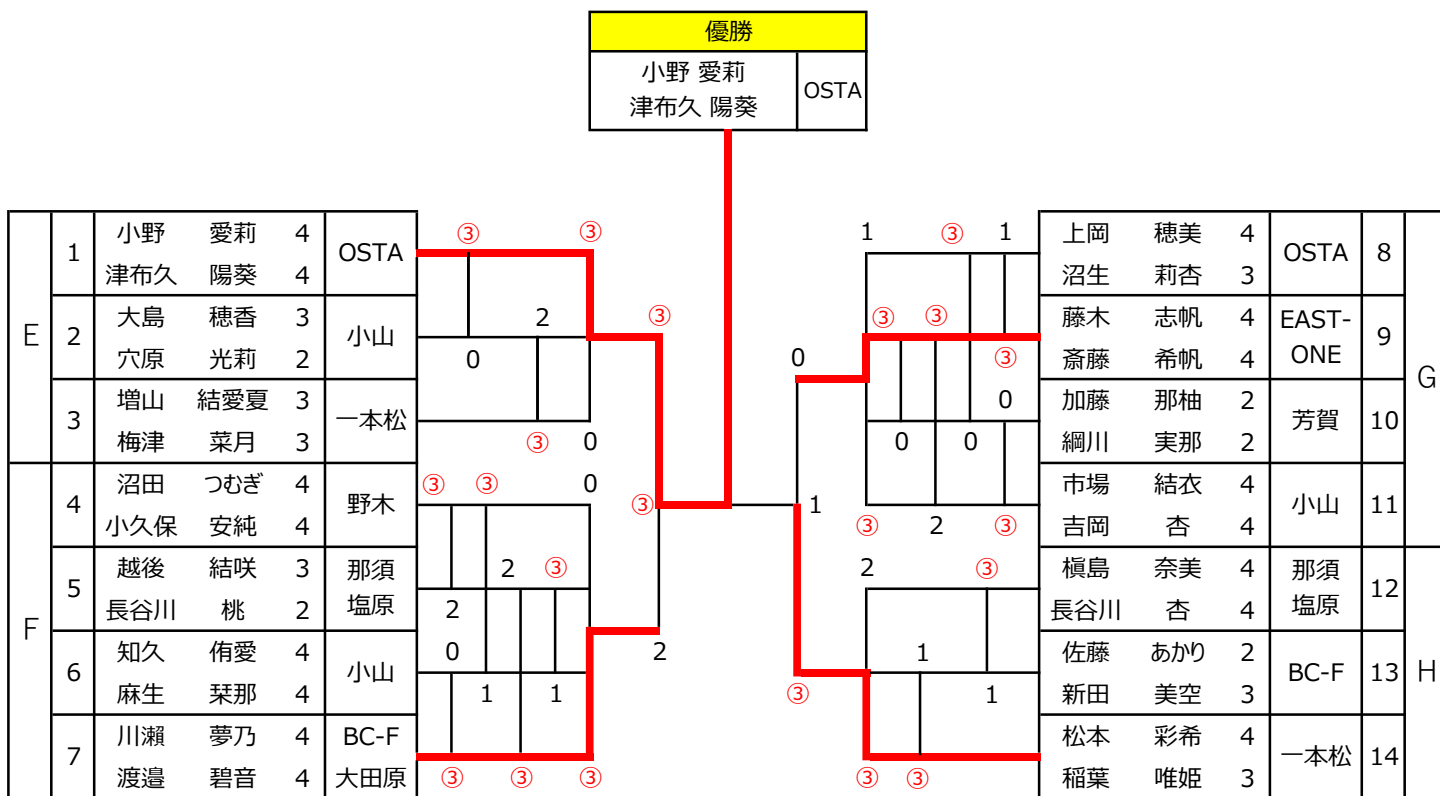 優勝
小野 愛莉
津布久 陽葵
OSTA
E
1
小野 愛莉 4
津布久 陽葵 4
OSTA
2
大島 穂香 3
穴原 光莉 2
小山
3
増山 結愛夏 3
梅津 菜月 3
一本松
F
4
沼田 つむぎ 4
小久保 安純 4
野木
5
越後 結咲 3
長谷川 桃 2
那須
塩原
6
知久 侑愛 4
麻生 栞那 4
小山
7
川瀨 夢乃 4
渡邉 碧音 4
BC-F
大田原
③ ③
2
③
0
③ 0
0
③ ③
③
2 ③
2
0
2
1 1
③ ③ ③
1 ③ 1
③ ③
0
③
0
0 0
1
③ 2 ③
2 ③
1
③
1
③ ③
上岡 穂美 4
沼生 莉杏 3
OSTA
8
藤木 志帆 4
斎藤 希帆 4
EAST-
ONE
9
加藤 那柚 2
綱川 実那 2
芳賀
10
市場 結衣 4
吉岡 杏 4
小山
11
G
槇島 奈美 4
長谷川 杏 4
那須
塩原
12
佐藤 あかり 2
新田 美空 3
BC-F
13
松本 彩希 4
稲葉 唯姫 3
一本松
14
H